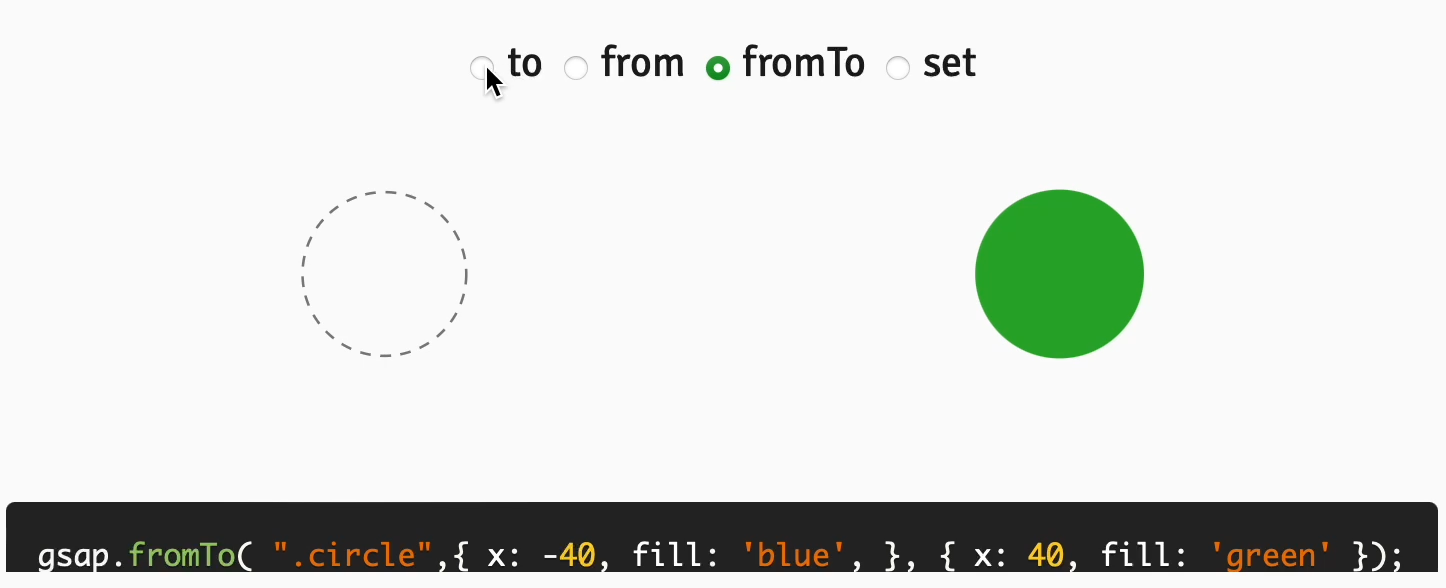 to from fromTo set
gsap.fromTo( ".circle",{ x: -40, fill: 'blue', }, { x: 40, fill: 'green' });